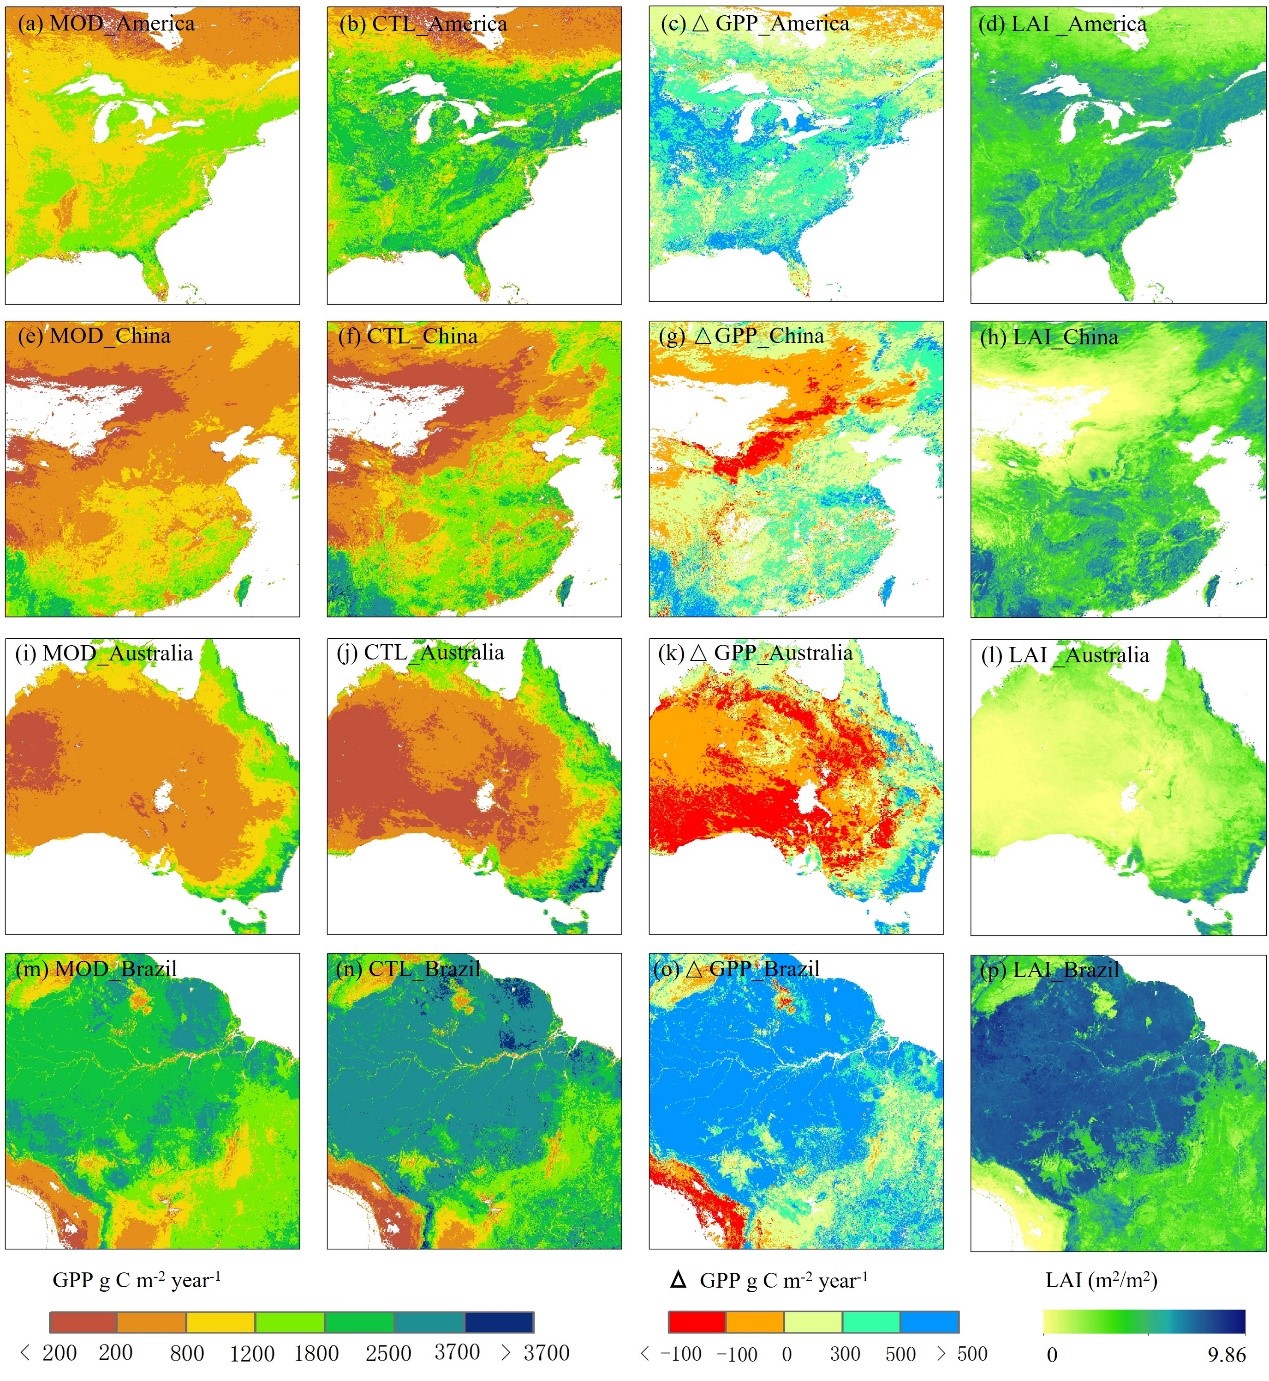 (a) MOD_America
(b) CTL_America
(c) △ GPP_America
(d) LAI _America
(e) MOD_China
(f) CTL_China
(g) △GPP_China
(h) LAI_China
(i) MOD_Australia
(j) CTL_Australia
(k) △ GPP_Australia
(l) LAI _Australia
(m) MOD_Brazil
(n) CTL_Brazil
(o) △ GPP_Brazil
(p) LAI_Brazil
GPP g C m-2 year-1
< 200 200 800 1200 1800 2500 3700 > 3700
Δ GPP g C m-2 year-1
< -100 -100 0 300 500 > 500
LAI (m2/m2)
0 9.86